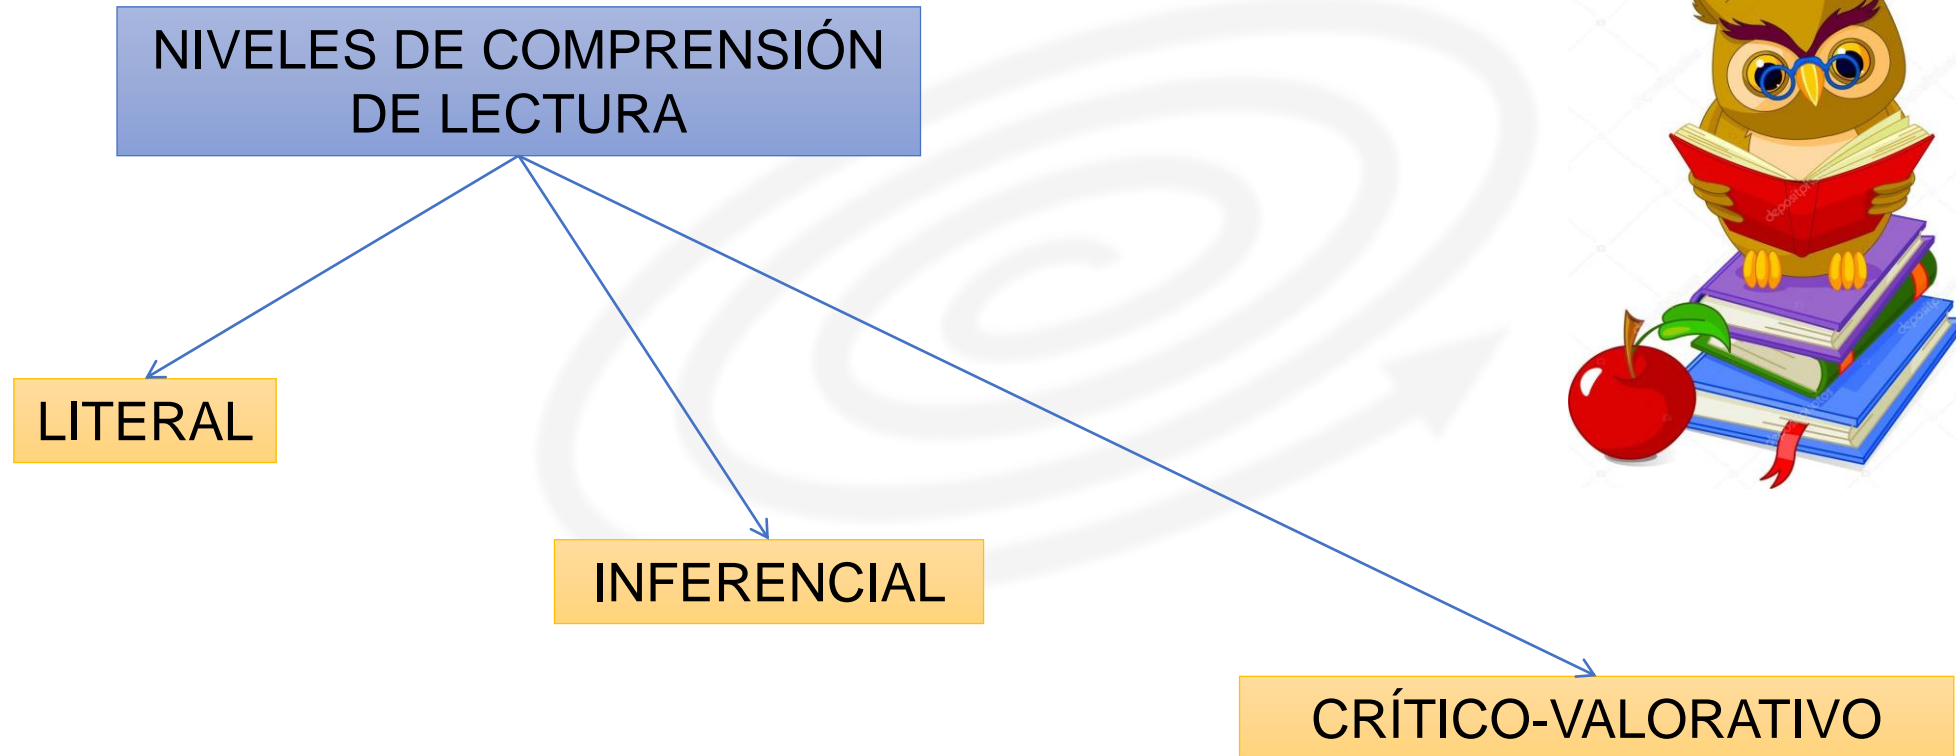 NIVELES DE COMPRENSIÓN
DE LECTURA
LITERAL
INFERENCIAL
CRÍTICO-VALORATIVO